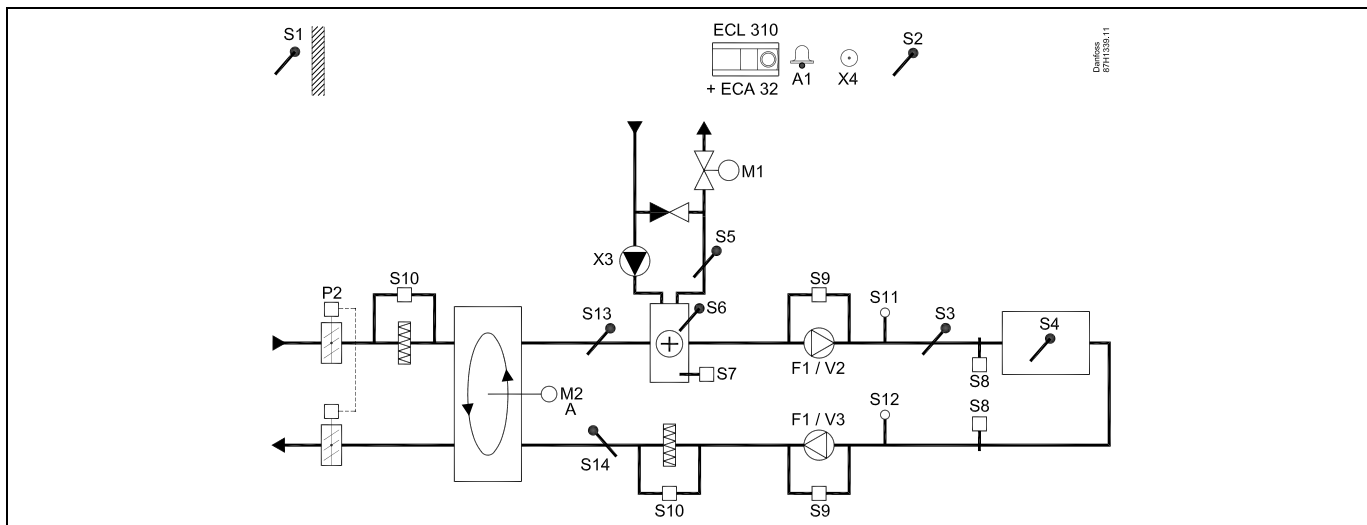 S1
ECL 310
+ ECA 32
A1
X4
S2
Danfoss
87H1339.11
M1
S5
X3
S10
P2
S13
S6
S9
S11
S3
S4
F1 / V2
S7
S8
M2
A
S8
F1 / V3
S12
S14
S10
S9